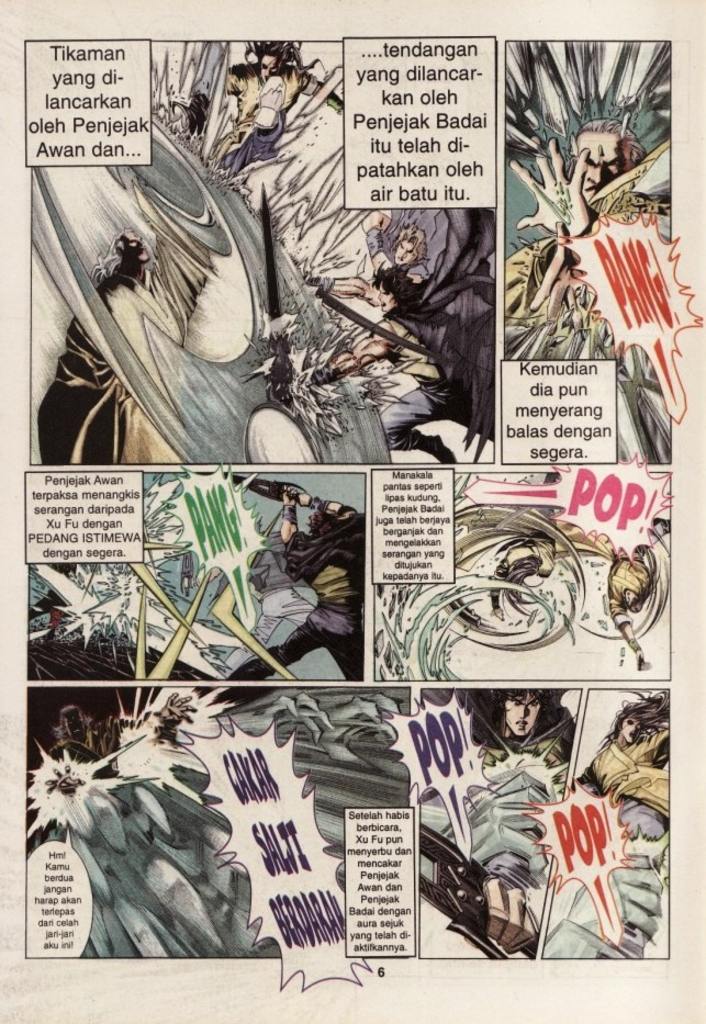 Tikaman
yang di-
lancarkan
oleh Penjejak
Awan dan...
....tendangan
yang dilancar-
kan oleh
Penjejak Badai
itu telah di-
patahkan oleh
air batu itu.
PANG!
Kemudian
dia pun
menyerang
balas dengan
segera.
Penjejak Awan
terpaksa menangkis
serangan daripada
Xu Fu dengan
PEDANG ISTIMEWA
dengan segera.
PANG!
Manakala
pantas seperti
lipas kudung,
Penjejak Badai
juga telah berjaya
berganjak dan
mengelakkan
serangan yang
ditujukan
kepadanya itu.
POP!
Hm!
Kamu
berdua
jangan
harap akan
terlepas
dari celah
jari-jari
aku ini!
CAKAR
SALJI
BERDARAH
Setelah habis
berbicara,
Xu Fu pun
menyerbu dan
mencakar
Penjejak
Awan dan
Penjejak
Badai dengan
aura sejuk
yang telah di-
aktifkannya.
POP!
POP!
6